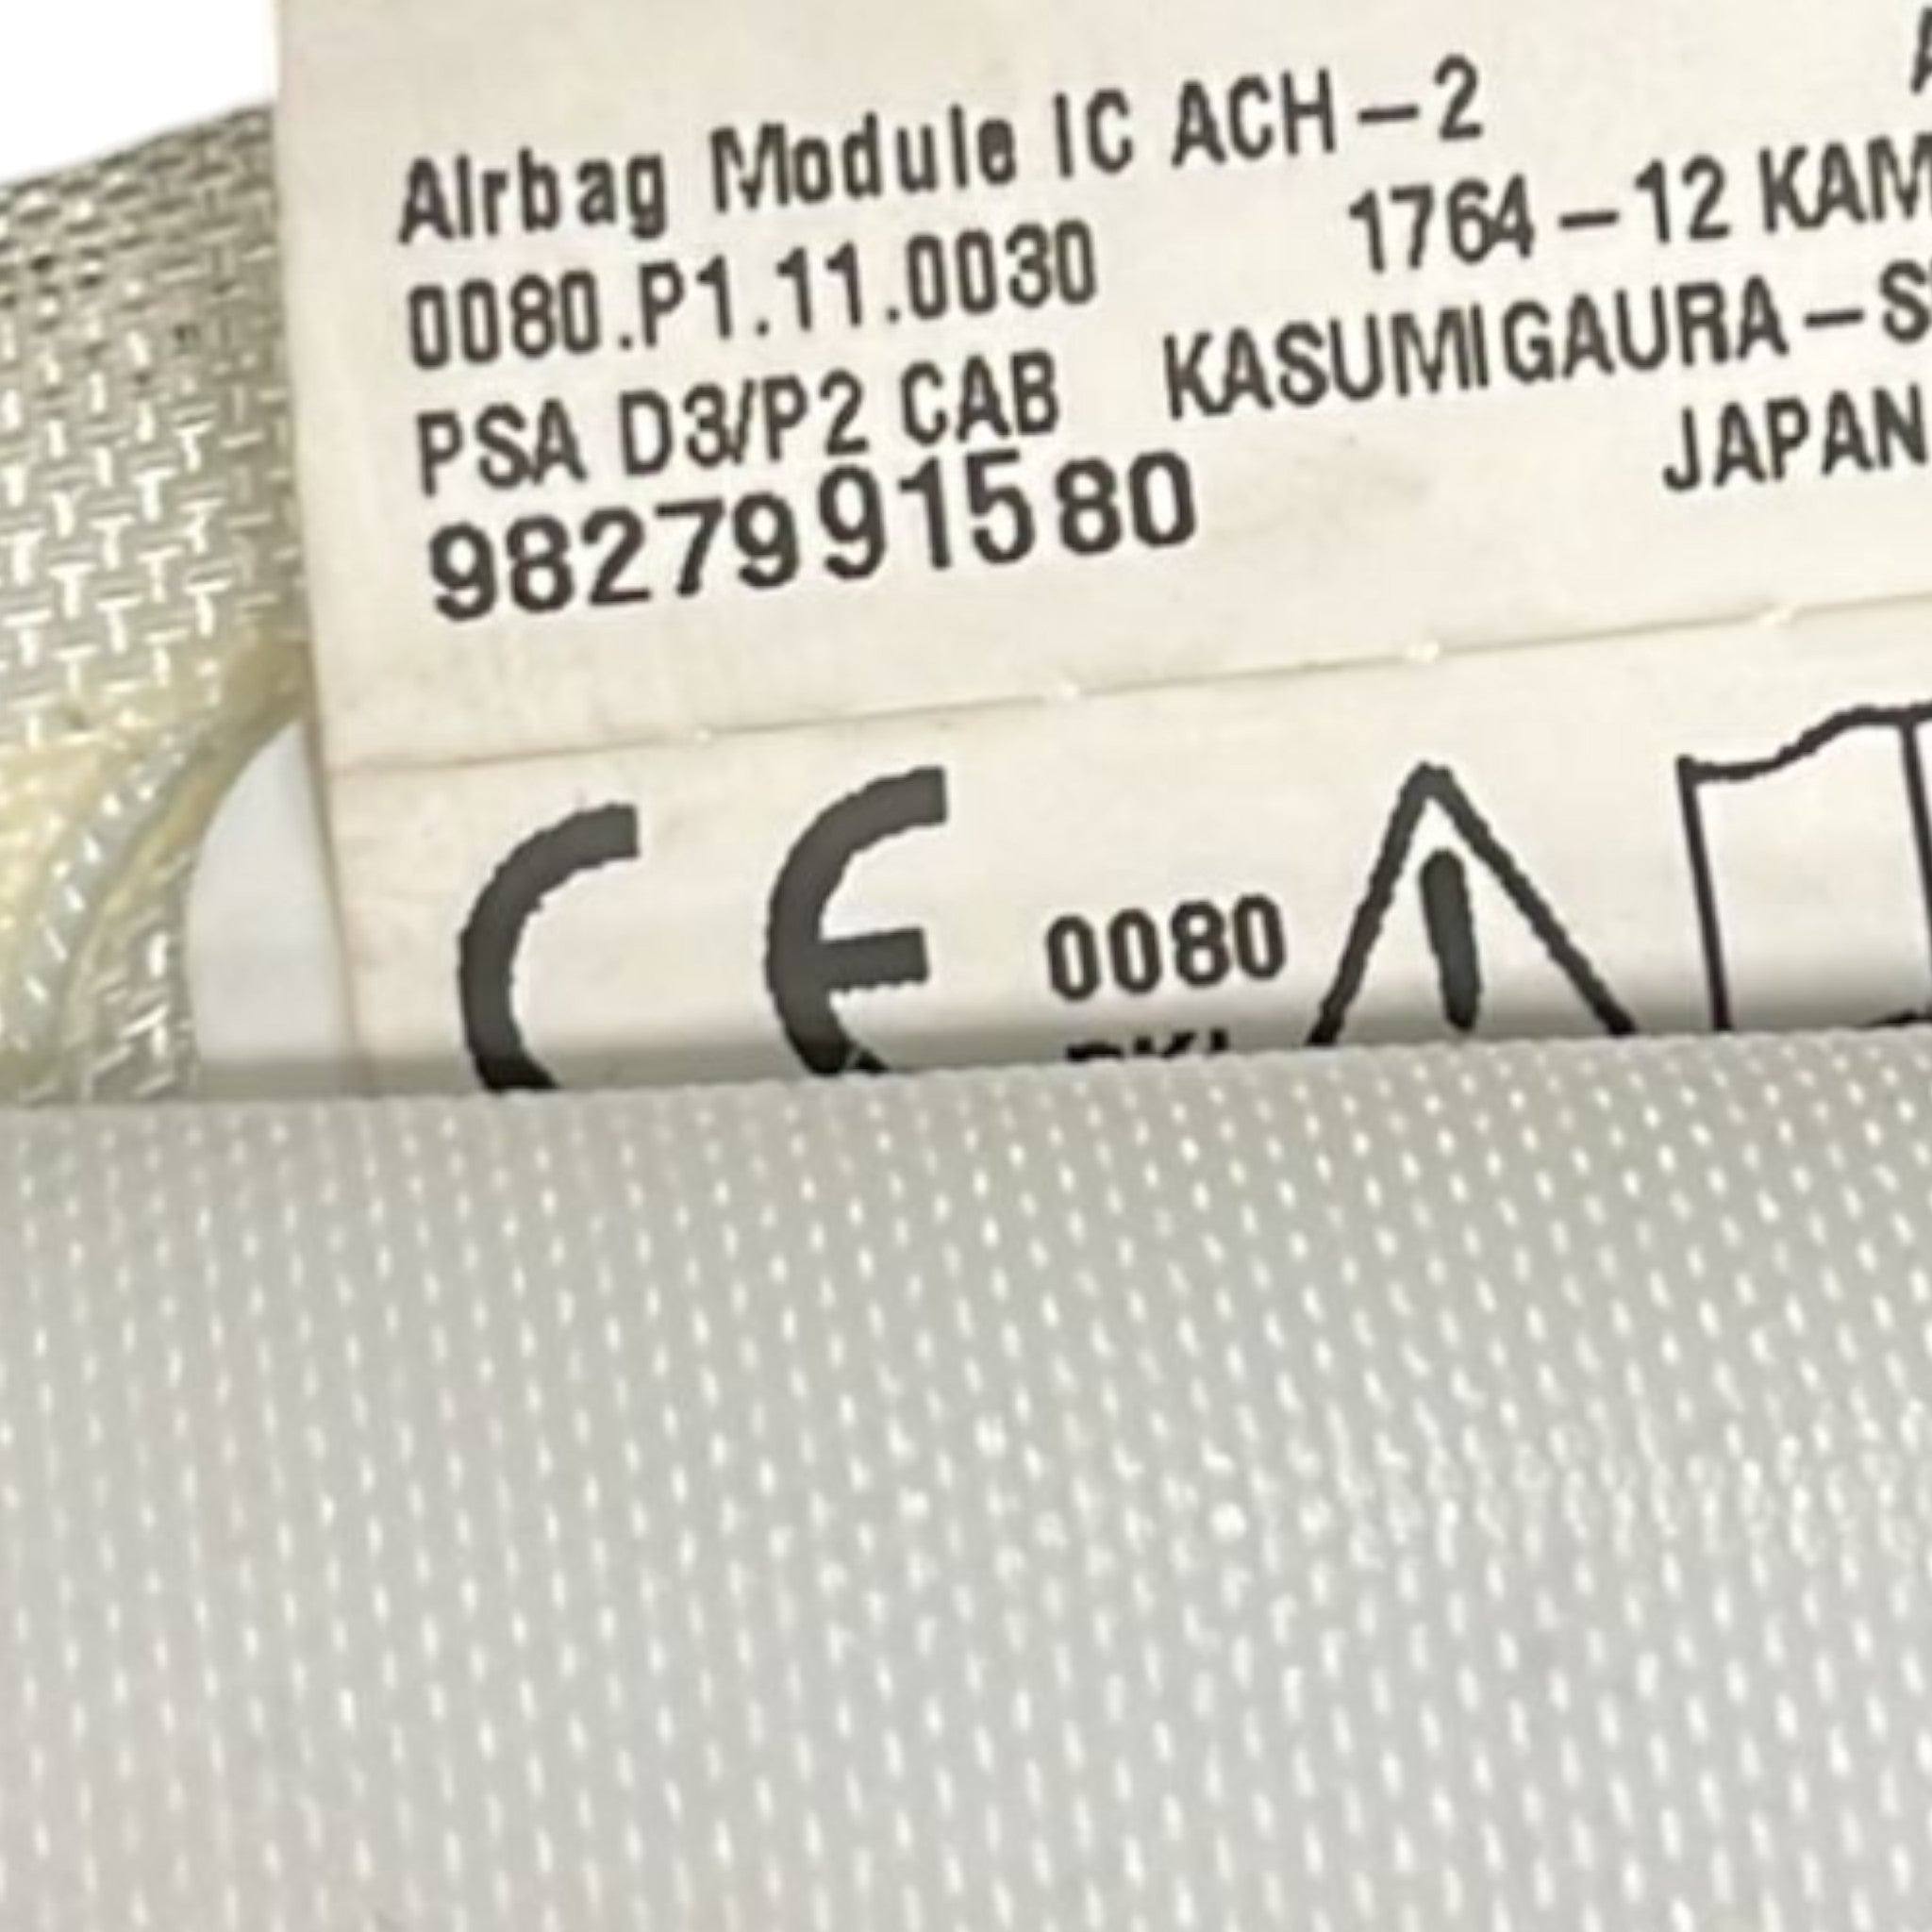 Airbag Module IC ACH-2
0080.P1.11.0030 1764-12 KAM
PSA D3/P2 CAB KASUMIGAURA-S
9827991580 JAPAN
CE 0080